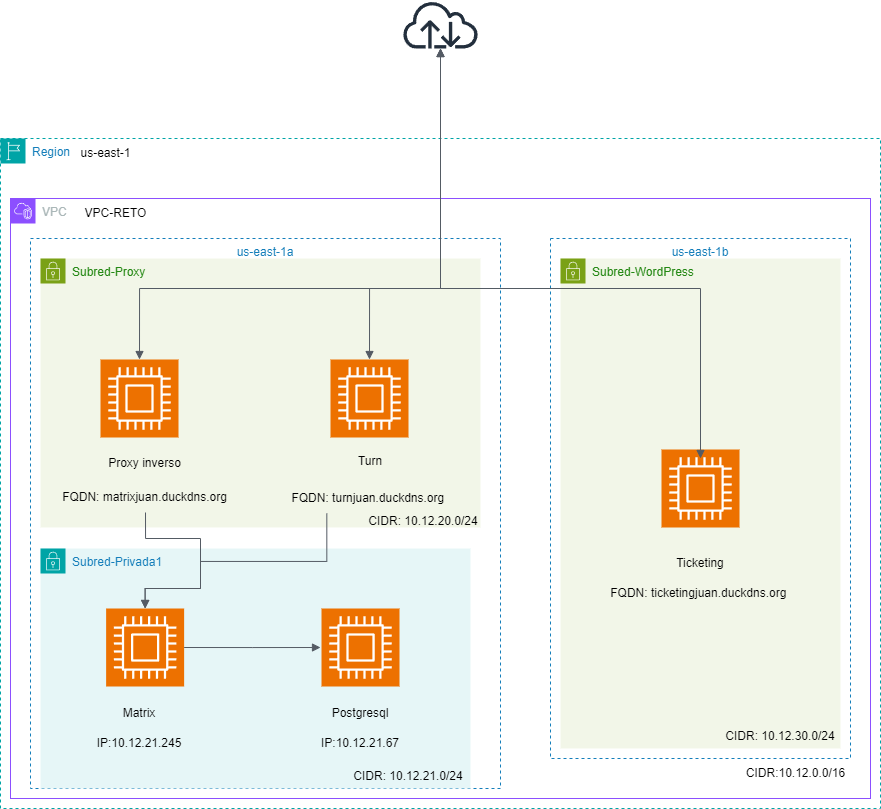 Region us-east-1
VPC VPC-RETO
us-east-1a
us-east-1b
Subred-Proxy
Subred-WordPress
Proxy inverso
Turn
FQDN: matrixjuan.duckdns.org
FQDN: turnjuan.duckdns.org
CIDR: 10.12.20.0/24
Subred-Privada1
Ticketing
FQDN: ticketingjuan.duckdns.org
Matrix
Postgresql
IP:10.12.21.245
IP:10.12.21.67
CIDR: 10.12.30.0/24
CIDR: 10.12.21.0/24
CIDR:10.12.0.0/16